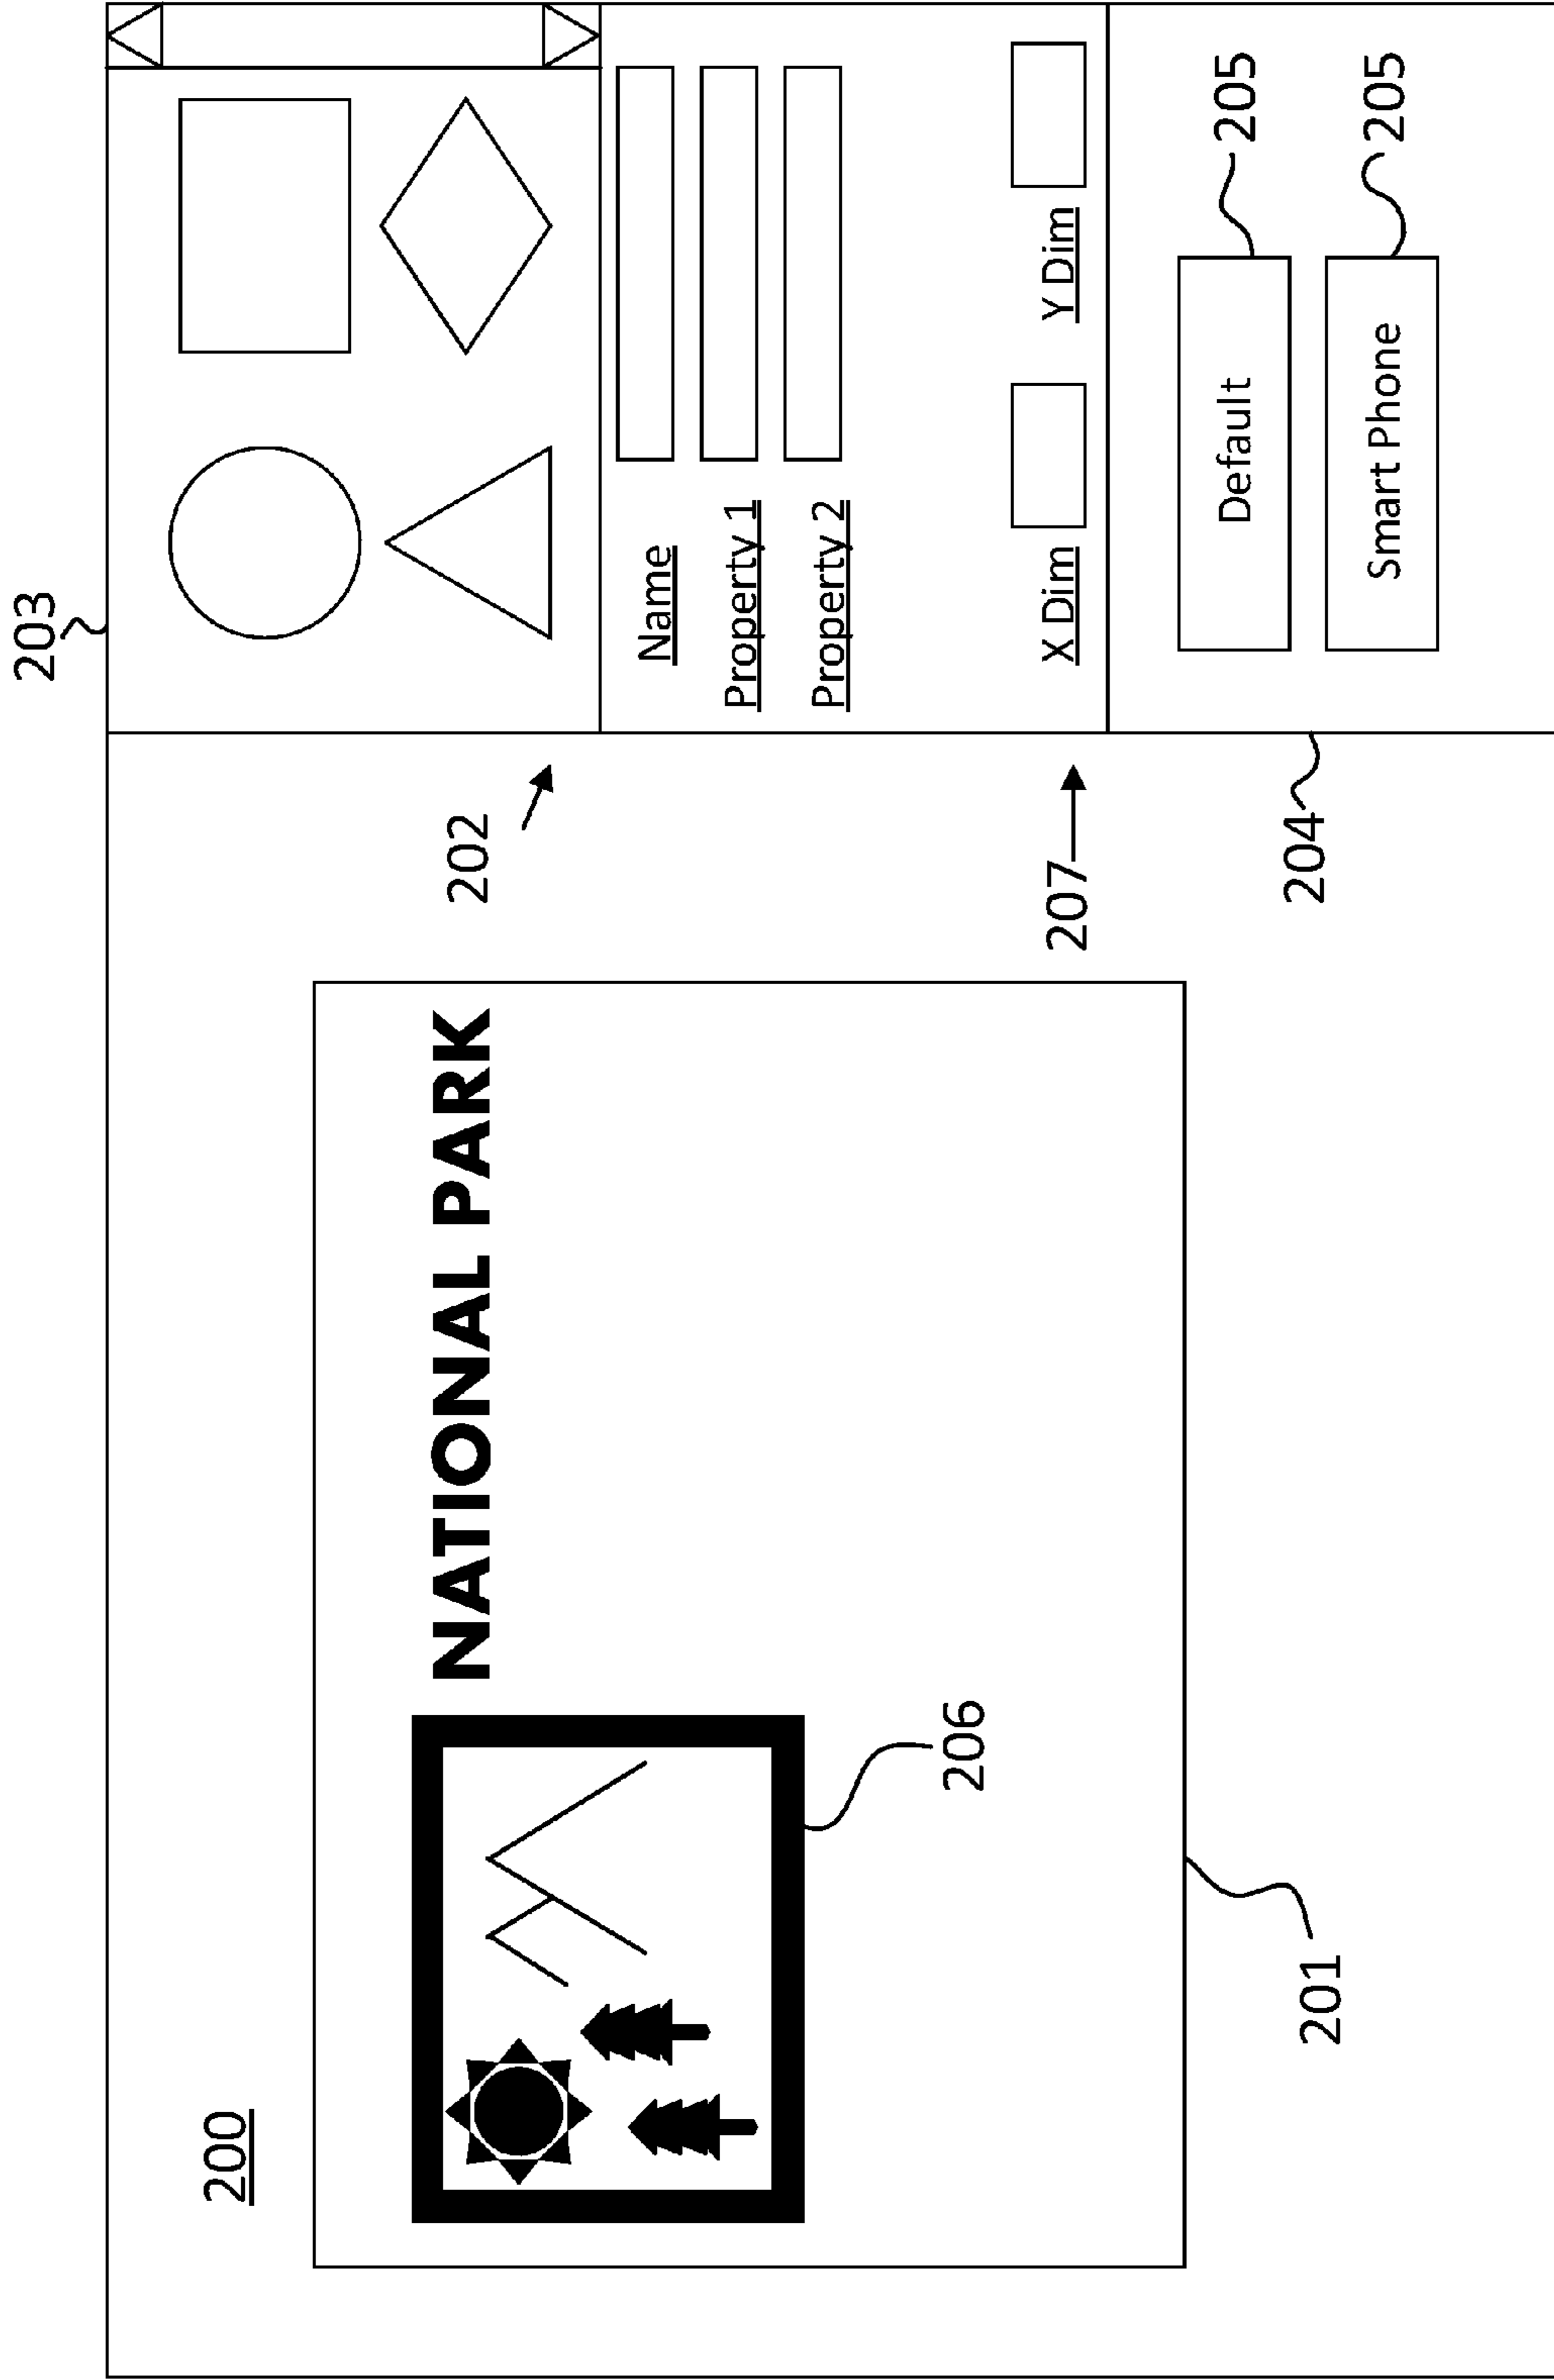 203
200
NATIONAL PARK
202
Name
Property 1
Property 2
206
207
X Dim
Y Dim
Default
205
201
204
Smart Phone
205